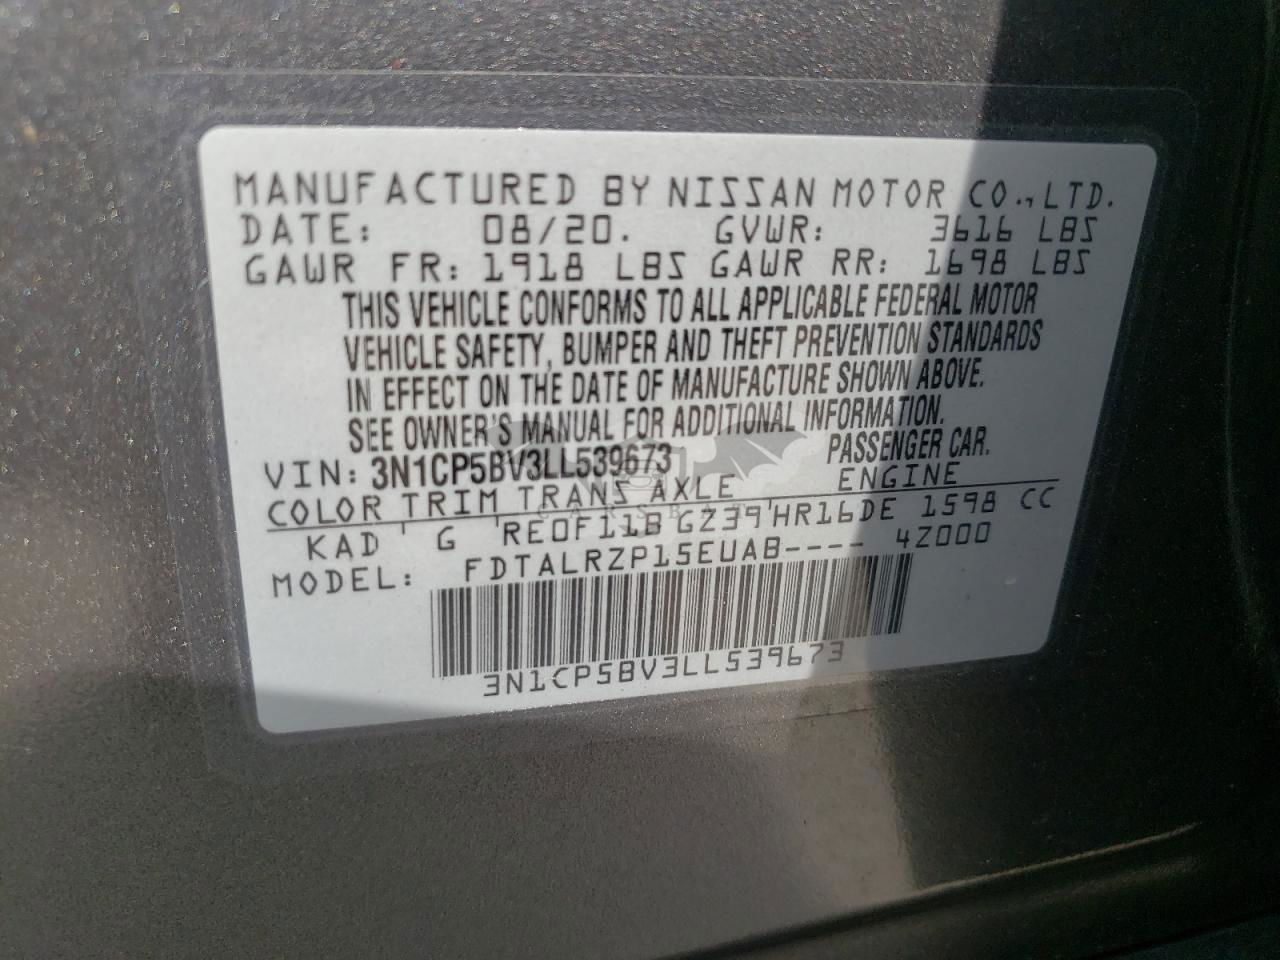 MANUFACTURED BY NISSAN MOTOR CO.,LTD.
DATE: 08/20. GVWR: 3616 LBS
GAWR FR: 1918 LBS GAWR RR: 1698 LBS
THIS VEHICLE CONFORMS TO ALL APPLICABLE FEDERAL MOTOR
VEHICLE SAFETY, BUMPER AND THEFT PREVENTION STANDARDS
IN EFFECT ON THE DATE OF MANUFACTURE SHOWN ABOVE.
SEE OWNER'S MANUAL FOR ADDITIONAL INFORMATION.
VIN: 3N1CP5BV3LL539673 PASSENGER CAR.
COLOR TRIM TRANS AXLE ENGINE
KAD ' G 'RE0F11B GZ39'HR16DE 1598 CC
MODEL: FDTALRZP15EUAB---- 4Z000
3N1CP5BV3LL539673